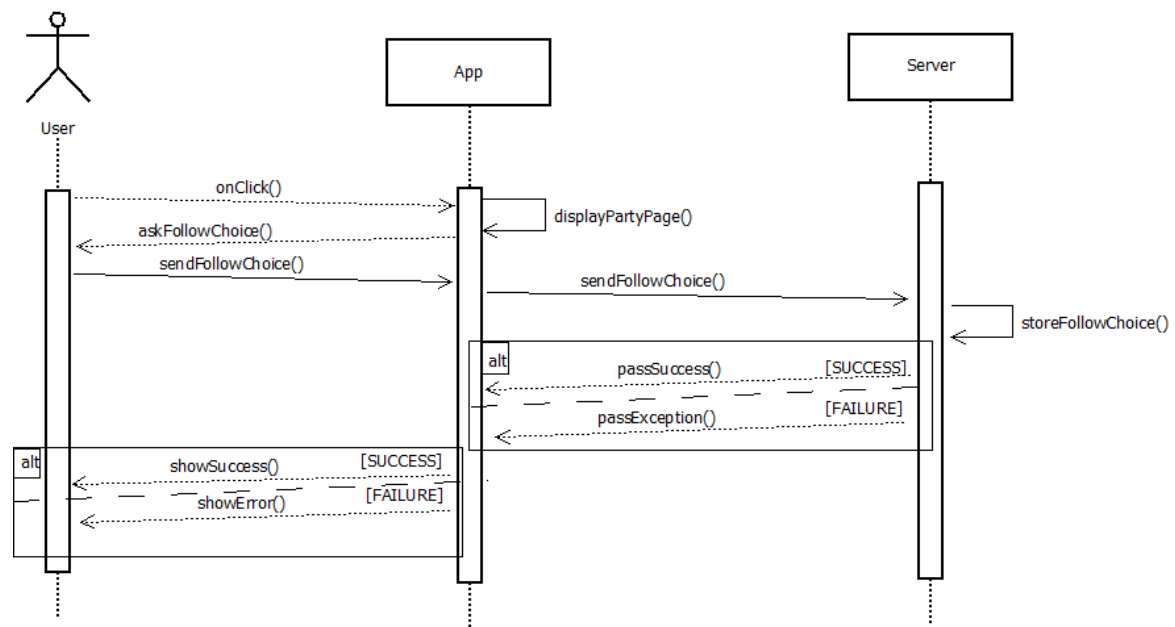 User
App
Server
onClick()
displayPartyPage()
askFollowChoice()
sendFollowChoice()
sendFollowChoice()
storeFollowChoice()
alt
passSuccess()
[SUCCESS]
passException()
[FAILURE]
alt
showSuccess()
[SUCCESS]
showError()
[FAILURE]